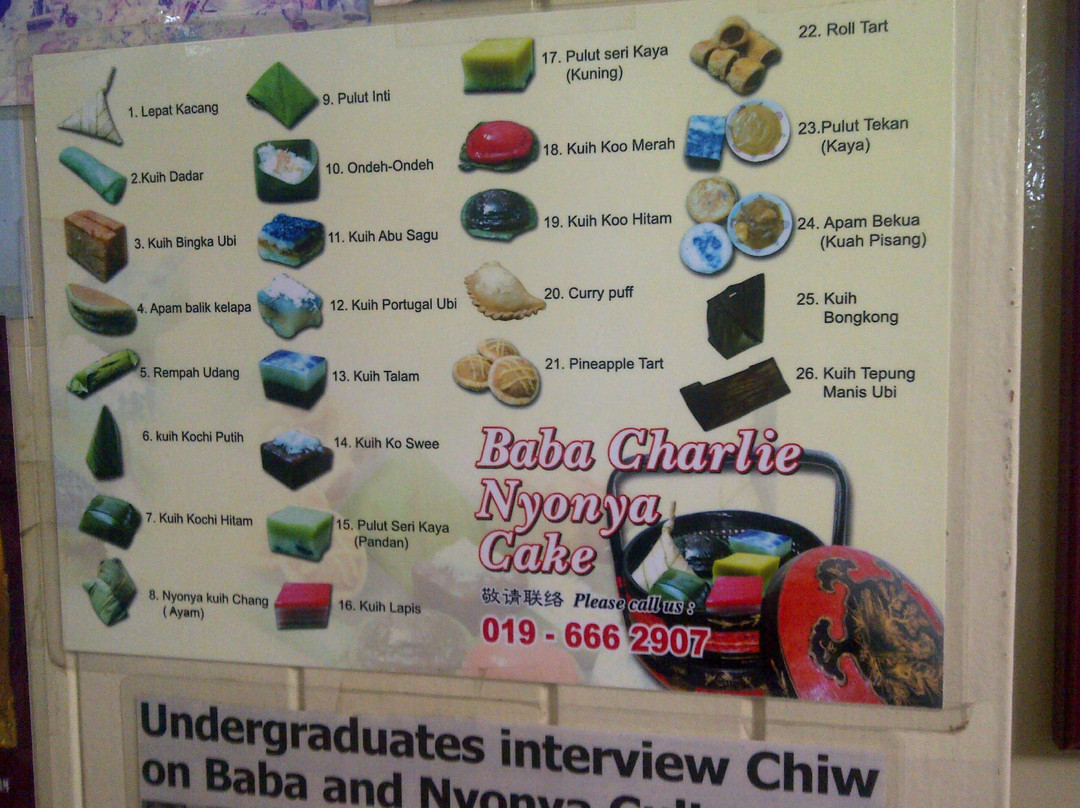 1. Lepat Kacang
2.Kuih Dadar
3. Kuih Bingka Ubi
4. Apam balik kelapa
5. Rempah Udang
6. kuih Kochi Putih
7. Kuih Kochi Hitam
8. Nyonya kuih Chang
(Ayam)
9. Pulut Inti
10. Ondeh-Ondeh
11. Kuih Abu Sagu
12. Kuih Portugal Ubi
13. Kuih Talam
14. Kuih Ko Swee
15. Pulut Seri Kaya
(Pandan)
16. Kuih Lapis
17. Pulut seri Kaya
(Kuning)
18. Kuih Koo Merah
19. Kuih Koo Hitam
20. Curry puff
21. Pineapple Tart
22. Roll Tart
23.Pulut Tekan
(Kaya)
24. Apam Bekua
(Kuah Pisang)
25. Kuih
Bongkong
26. Kuih Tepung
Manis Ubi
Baba Charlie
Nyonya
Cake
敬请联络 Please call us :
019 - 666 2907
Undergraduates interview Chiw
on Baba and Nyonya